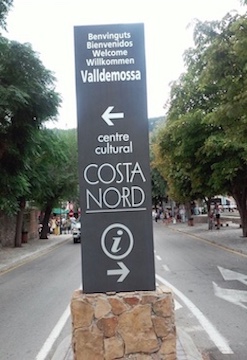 Benvinguts
Bienvenidos
Welcome
Willkommen
Valldemossa
←
centre
cultural
COSTA
NORD
i
→